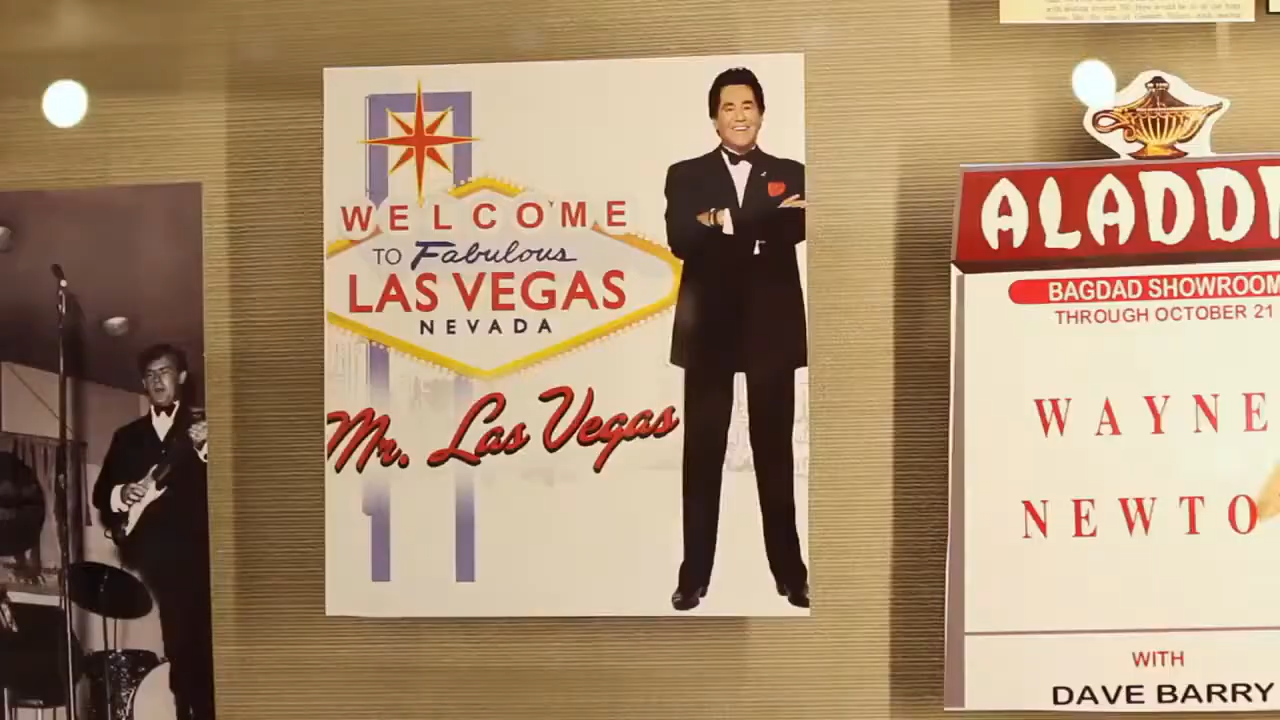 WELCOME
TO Fabulous
LAS VEGAS
NEVADA
Mr. Las Vegas
ALADDI
BAGDAD SHOWROOM
THROUGH OCTOBER 21
WAYNE
NEWTO
WITH
DAVE BARRY